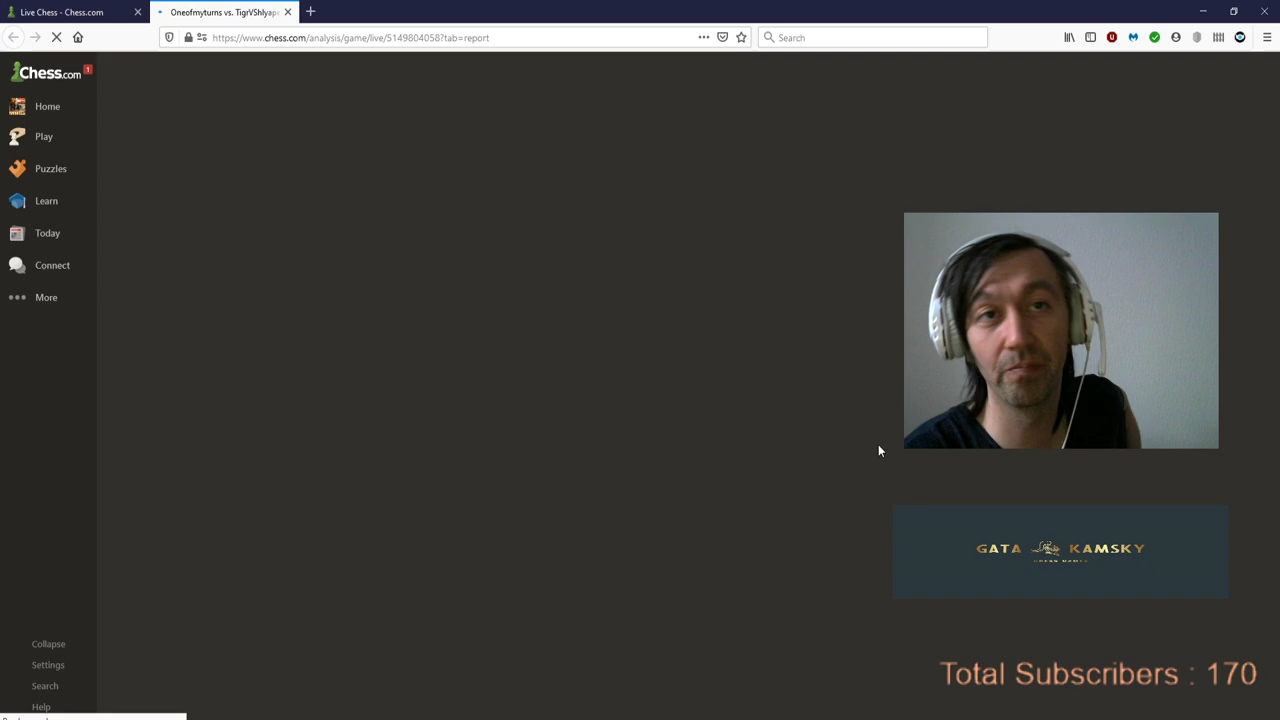 Live Chess - Chess.com
Oneofmyturns vs. TigrVShlyap
https://www.chess.com/analysis/game/live/5149804058?tab=report
Search
Chess.com
1
Home
Play
Puzzles
Learn
Today
Connect
More
GATA KAMSKY
Total Subscribers : 170
Collapse
Settings
Search
Help